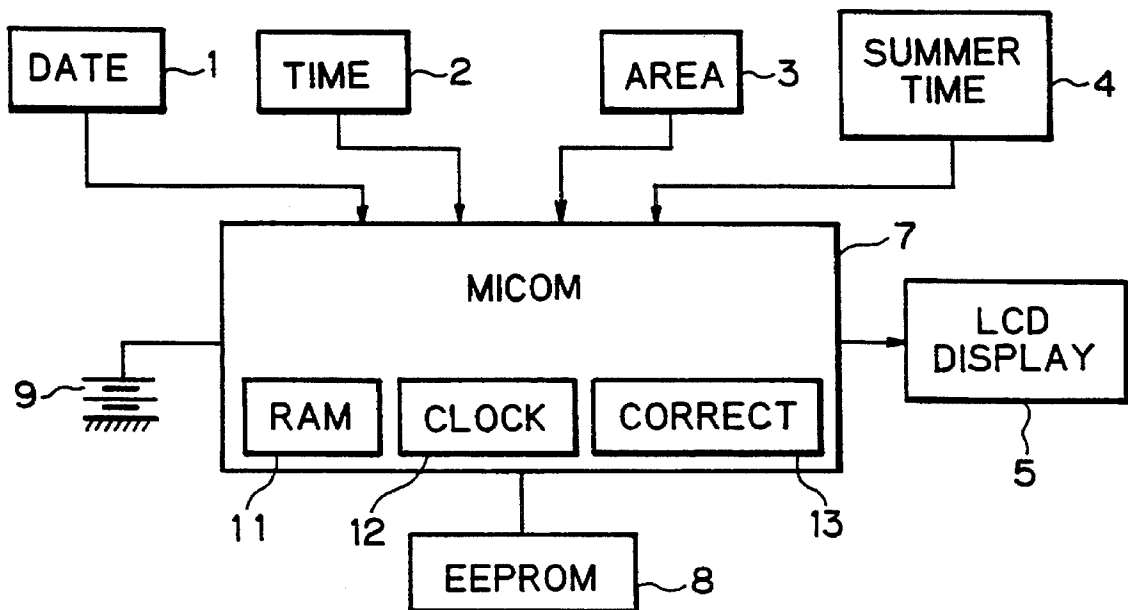 DATE
1
TIME
2
AREA
3
SUMMER
TIME
4
MICOM
7
LCD
DISPLAY
5
9
RAM
CLOCK
CORRECT
11
12
13
EEPROM
8